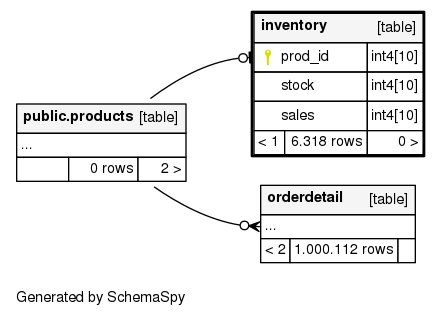 inventory [table]
prod_id int4[10]
stock int4[10]
sales int4[10]
< 1 6.318 rows 0 >
public.products [table]
...
0 rows 2 >
orderdetail [table]
...
< 2 1.000.112 rows
Generated by SchemaSpy